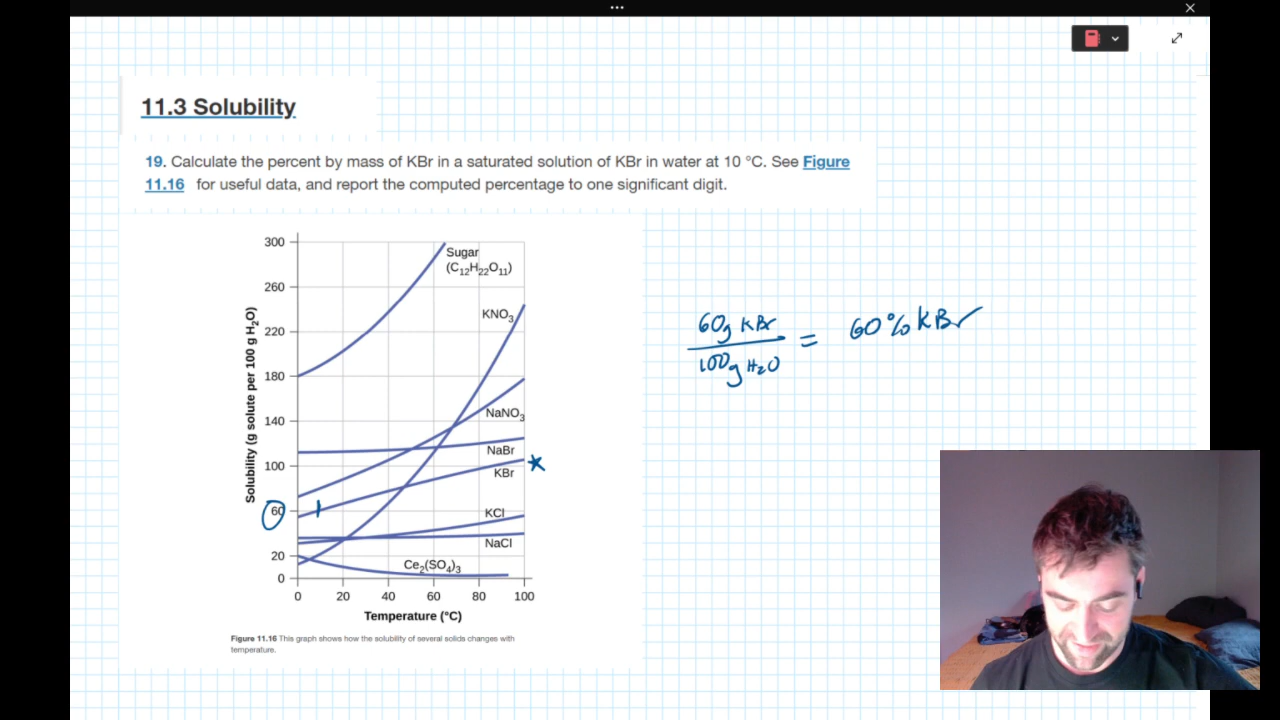 11.3 Solubility
19. Calculate the percent by mass of KBr in a saturated solution of KBr in water at 10 °C. See Figure
11.16 for useful data, and report the computed percentage to one significant digit.
300
260
220
180
140
100
60
20
0
Solubility (g solute per 100 g H₂O)
Sugar
(C₁₂H₂₂O₁₁)
KNO₃
NaNO₃
NaBr
KBr
KCl
NaCl
Ce₂(SO₄)₃
0 20 40 60 80 100
Temperature (°C)
Figure 11.16 This graph shows how the solubility of several solids changes with
temperature.
60g KBr
100g H₂O
= 60% KBr